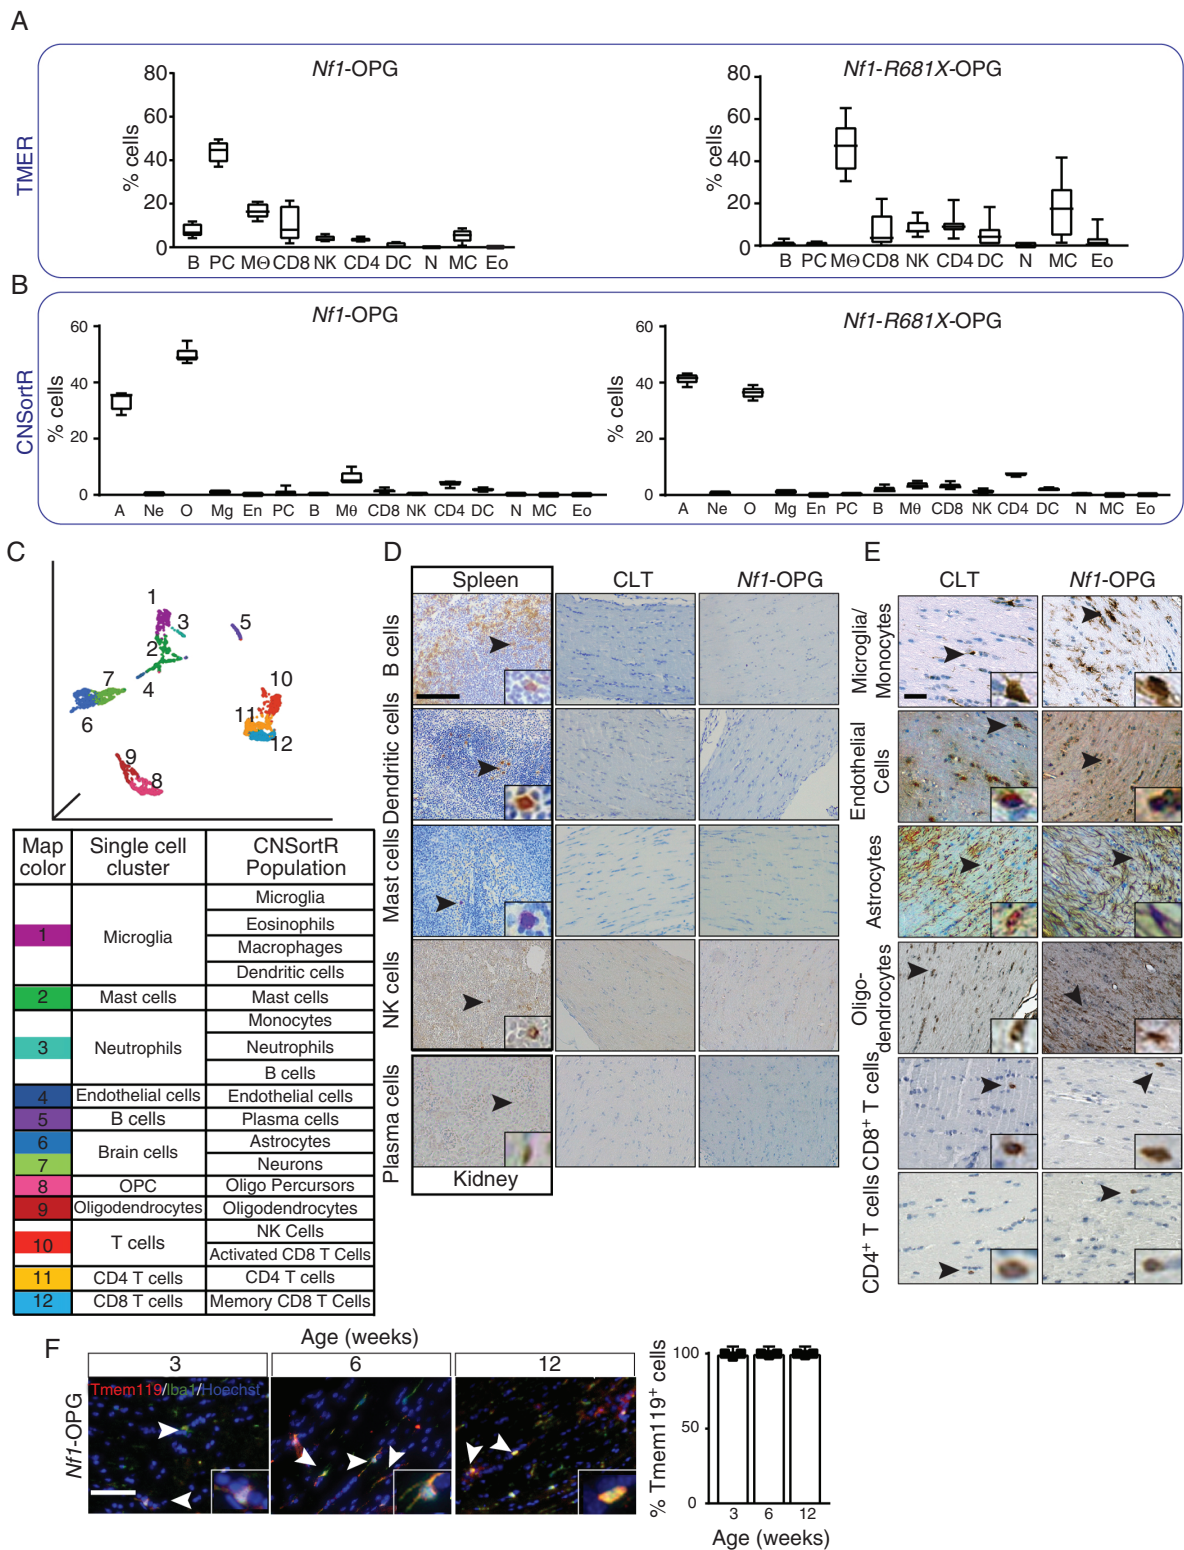 A
TMER
Nf1-OPG
% cells
80
60
40
20
0
B PC MΘ CD8 NK CD4 DC N MC Eo
Nf1-R681X-OPG
% cells
80
60
40
20
0
B PC MΘ CD8 NK CD4 DC N MC Eo
B
CNSortR
Nf1-OPG
% cells
60
40
20
0
A Ne O Mg En PC B Mθ CD8 NK CD4 DC N MC Eo
Nf1-R681X-OPG
% cells
60
40
20
0
A Ne O Mg En PC B Mθ CD8 NK CD4 DC N MC Eo
C
1
3
2
4
5
7
6
10
11
12
9
8
Map color
Single cell cluster
CNSortR Population
1
Microglia
Microglia
Eosinophils
Macrophages
Dendritic cells
2 Mast cells Mast cells
3
Neutrophils
Monocytes
Neutrophils
B cells
4 Endothelial cells Endothelial cells
5 B cells Plasma cells
6
7
Brain cells
Astrocytes
Neurons
8 OPC Oligo Percursors
9 Oligodendrocytes Oligodendrocytes
10
T cells
NK Cells
Activated CD8 T Cells
11 CD4 T cells CD4 T cells
12 CD8 T cells Memory CD8 T Cells
D
Spleen CLT Nf1-OPG
B cells
Dendritic cells
Mast cells
NK cells
Plasma cells
Kidney
E
CLT Nf1-OPG
Microglia/
Monocytes
Endothelial
Cells
Astrocytes
Oligo-
dendrocytes
CD8+ T cells
CD4+ T cells
F
Age (weeks)
3 6 12
Nf1-OPG
Tmem119/Iba1/Hoechst
% Tmem119+ cells
100
50
0
3 6 12
Age (weeks)